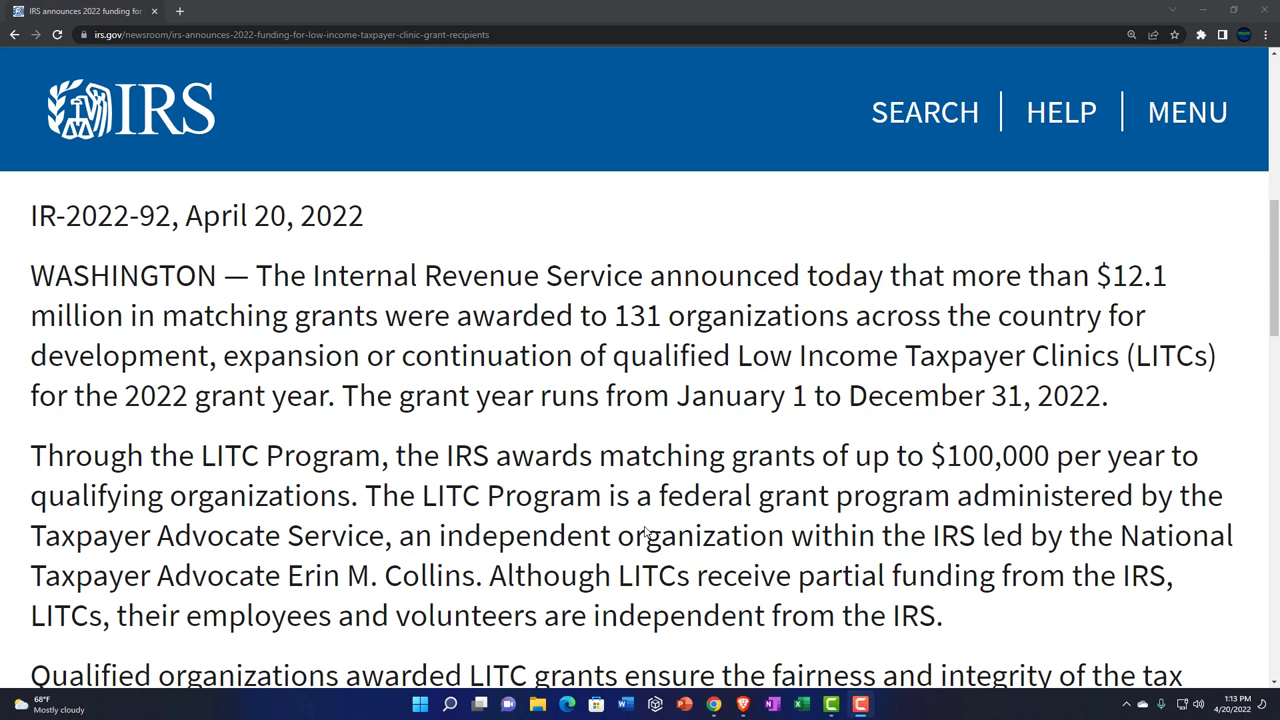 IRS announces 2022 funding for
irs.gov/newsroom/irs-announces-2022-funding-for-low-income-taxpayer-clinic-grant-recipients
IRS
SEARCH
HELP
MENU
IR-2022-92, April 20, 2022
WASHINGTON — The Internal Revenue Service announced today that more than $12.1
million in matching grants were awarded to 131 organizations across the country for
development, expansion or continuation of qualified Low Income Taxpayer Clinics (LITCs)
for the 2022 grant year. The grant year runs from January 1 to December 31, 2022.
Through the LITC Program, the IRS awards matching grants of up to $100,000 per year to
qualifying organizations. The LITC Program is a federal grant program administered by the
Taxpayer Advocate Service, an independent organization within the IRS led by the National
Taxpayer Advocate Erin M. Collins. Although LITCs receive partial funding from the IRS,
LITCs, their employees and volunteers are independent from the IRS.
Qualified organizations awarded LITC grants ensure the fairness and integrity of the tax
68°F
Mostly cloudy
1:13 PM
4/20/2022